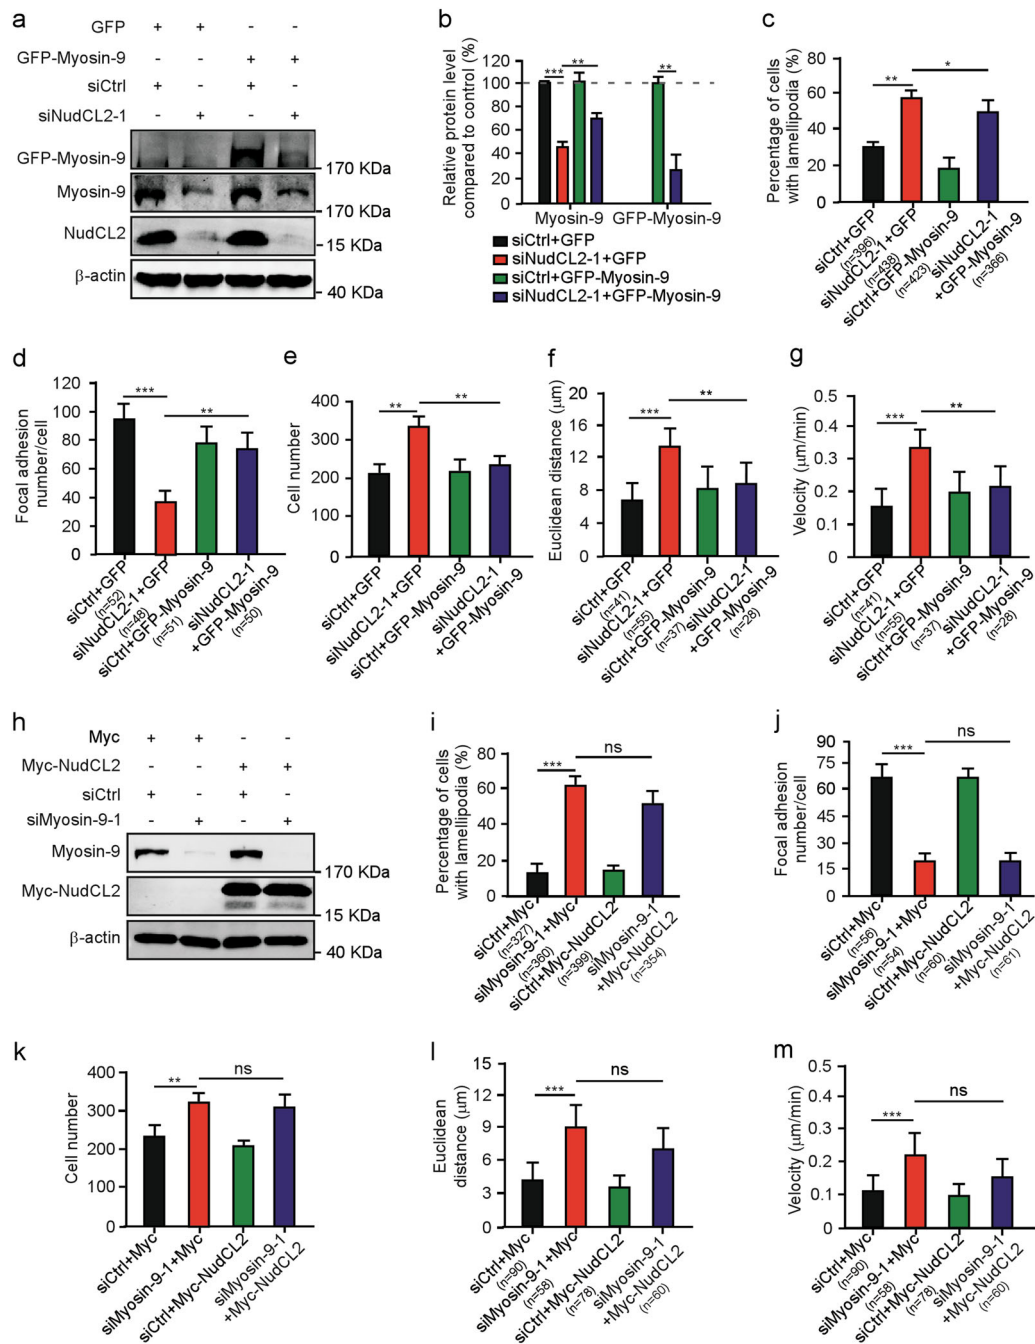 a
GFP + + - -
GFP-Myosin-9 - - + +
siCtrl + - + -
siNudCL2-1 - + - +
GFP-Myosin-9
170 KDa
Myosin-9
170 KDa
NudCL2
15 KDa
β-actin
40 KDa
b
Relative protein level
compared to control (%)
120
100
80
60
40
20
0
*** ** **
Myosin-9 GFP-Myosin-9
siCtrl+GFP
siNudCL2-1+GFP
siCtrl+GFP-Myosin-9
siNudCL2-1+GFP-Myosin-9
c
Percentage of cells
with lamellipodia (%)
80
60
40
20
0
** *
siCtrl+GFP
(n=396)
siNudCL2-1+GFP
(n=438)
siCtrl+GFP-Myosin-9
(n=423)
siNudCL2-1
+GFP-Myosin-9
(n=366)
d
Focal adhesion
number/cell
120
100
80
60
40
20
0
*** **
siCtrl+GFP
(n=52)
siNudCL2-1+GFP
(n=48)
siCtrl+GFP-Myosin-9
(n=51)
siNudCL2-1
+GFP-Myosin-9
(n=50)
e
Cell number
400
300
200
100
0
** **
siCtrl+GFP
siNudCL2-1+GFP
siCtrl+GFP-Myosin-9
siNudCL2-1
+GFP-Myosin-9
f
Euclidean distance (μm)
20
16
12
8
4
0
*** **
siCtrl+GFP
(n=41)
siNudCL2-1+GFP
(n=55)
siCtrl+GFP-Myosin-9
(n=37)
siNudCL2-1
+GFP-Myosin-9
(n=28)
g
Velocity (μm/min)
0.5
0.4
0.3
0.2
0.1
0
*** **
siCtrl+GFP
(n=41)
siNudCL2-1+GFP
(n=55)
siCtrl+GFP-Myosin-9
(n=37)
siNudCL2-1
+GFP-Myosin-9
(n=28)
h
Myc + + - -
Myc-NudCL2 - - + +
siCtrl + - + -
siMyosin-9-1 - + - +
Myosin-9
170 KDa
Myc-NudCL2
15 KDa
β-actin
40 KDa
i
Percentage of cells
with lamellipodia (%)
80
60
40
20
0
*** ns
siCtrl+Myc
(n=327)
siMyosin-9-1+Myc
(n=360)
siCtrl+Myc-NudCL2
(n=399)
siMyosin-9-1
+Myc-NudCL2
(n=354)
j
Focal adhesion
number/cell
90
75
60
45
30
15
0
*** ns
siCtrl+Myc
(n=56)
siMyosin-9-1+Myc
(n=54)
siCtrl+Myc-NudCL2
(n=60)
siMyosin-9-1
+Myc-NudCL2
(n=61)
k
Cell number
400
300
200
100
0
** ns
siCtrl+Myc
siMyosin-9-1+Myc
siCtrl+Myc-NudCL2
siMyosin-9-1
+Myc-NudCL2
l
Euclidean
distance (μm)
15
12
9
6
3
0
*** ns
siCtrl+Myc
(n=90)
siMyosin-9-1+Myc
(n=58)
siCtrl+Myc-NudCL2
(n=78)
siMyosin-9-1
+Myc-NudCL2
(n=60)
m
Velocity (μm/min)
0.5
0.4
0.3
0.2
0.1
0
*** ns
siCtrl+Myc
(n=90)
siMyosin-9-1+Myc
(n=58)
siCtrl+Myc-NudCL2
(n=78)
siMyosin-9-1
+Myc-NudCL2
(n=60)